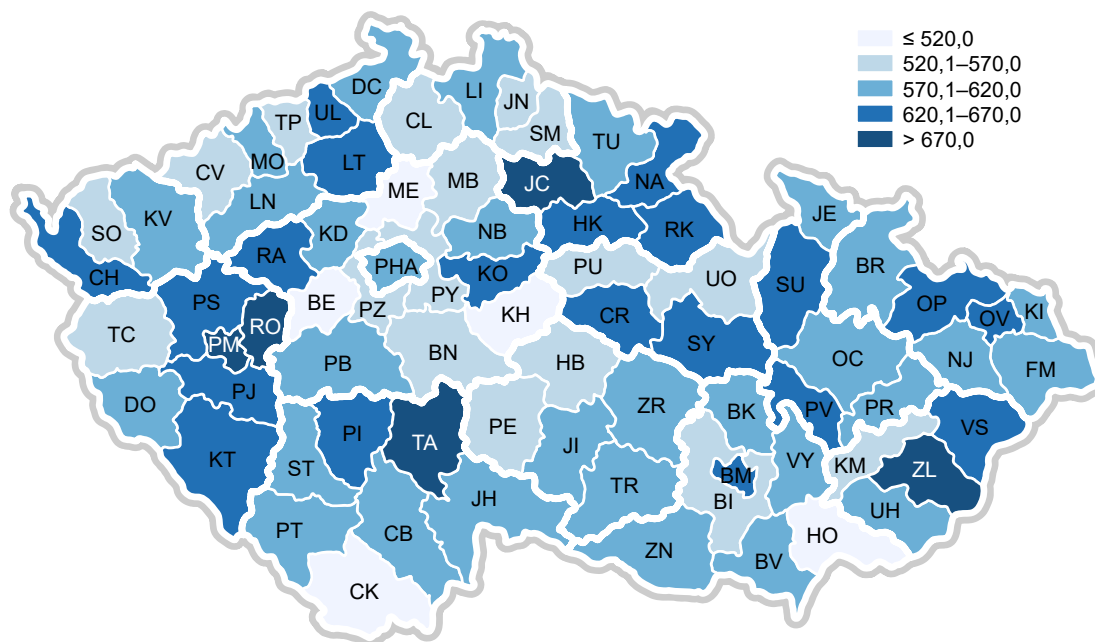 ≤ 520,0
520,1–570,0
570,1–620,0
620,1–670,0
> 670,0
DC
LI
JN
UL
TP
CL
SM
TU
MO
LT
CV
ME
MB
JC
NA
LN
KV
SO
KD
NB
HK
RK
JE
CH
RA
PHA
KO
PU
UO
SU
BR
PS
BE
PZ
PY
KH
CR
OP
OV
KI
TC
PM
RO
SY
PB
BN
HB
OC
NJ
FM
DO
PJ
ZR
BK
PV
PR
VS
KT
PI
TA
PE
ST
JI
VY
KM
ZL
BM
TR
BI
JH
UH
PT
CB
ZN
BV
HO
CK